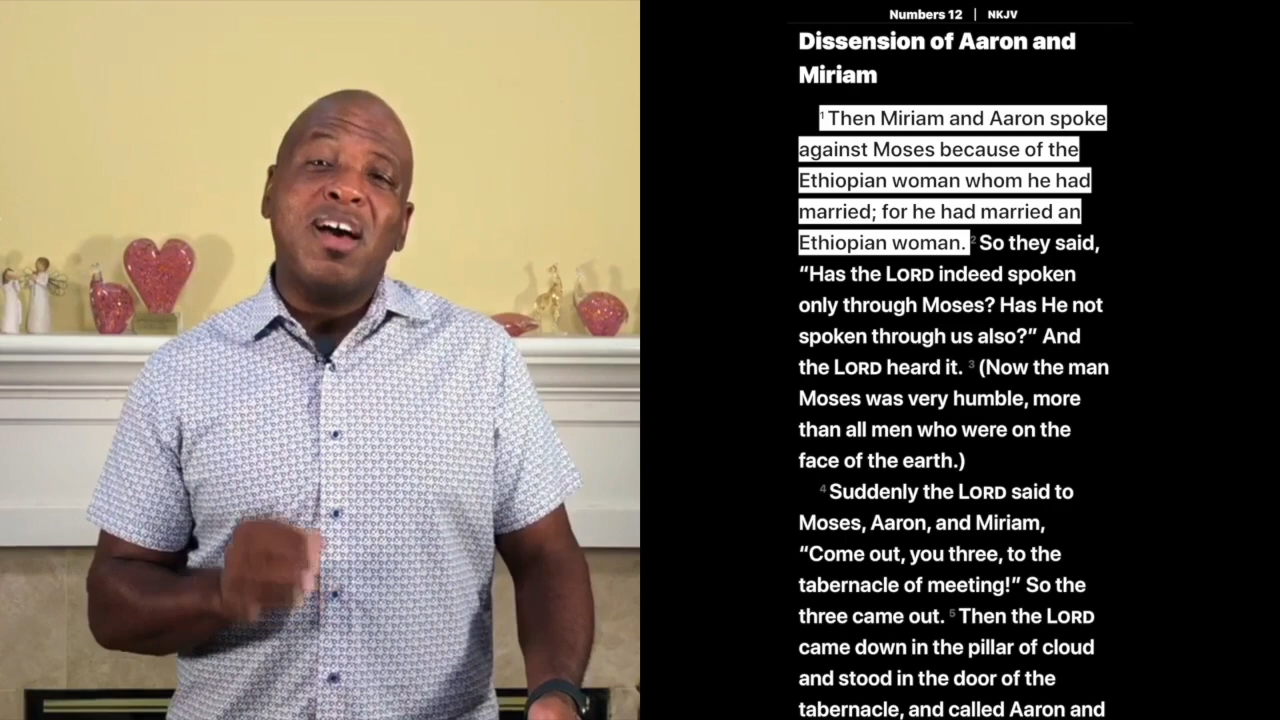 Numbers 12 | NKJV
Dissension of Aaron and
Miriam
1 Then Miriam and Aaron spoke
against Moses because of the
Ethiopian woman whom he had
married; for he had married an
Ethiopian woman. 2 So they said,
“Has the LORD indeed spoken
only through Moses? Has He not
spoken through us also?” And
the LORD heard it. 3 (Now the man
Moses was very humble, more
than all men who were on the
face of the earth.)
4 Suddenly the LORD said to
Moses, Aaron, and Miriam,
“Come out, you three, to the
tabernacle of meeting!” So the
three came out. 5 Then the LORD
came down in the pillar of cloud
and stood in the door of the
tabernacle, and called Aaron and